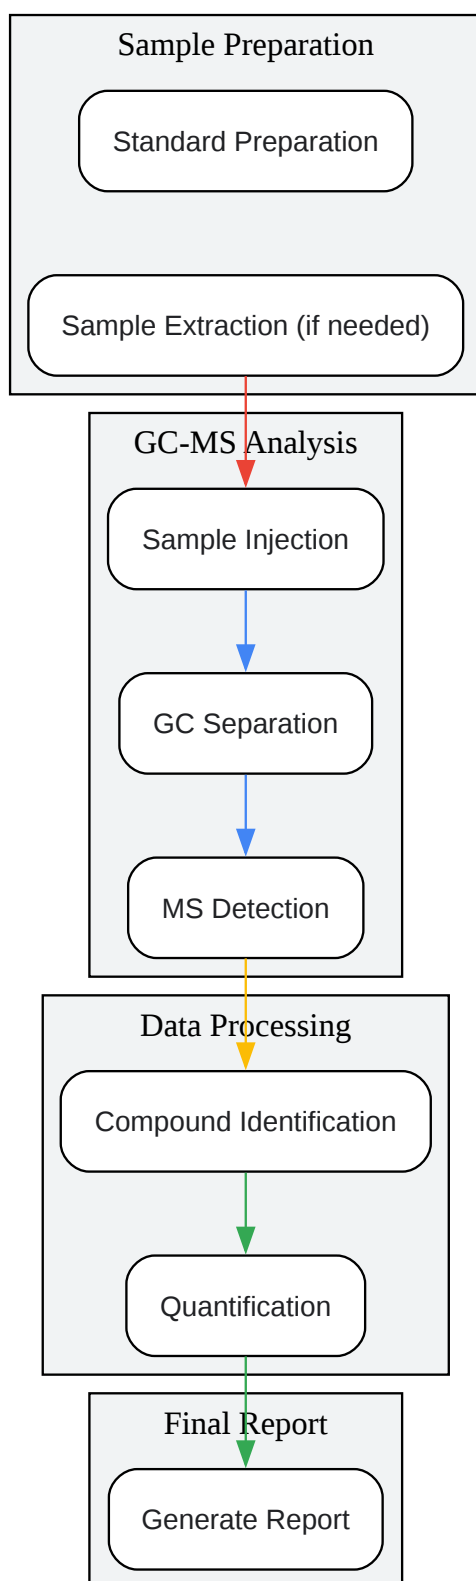 Sample Preparation
Standard Preparation
Sample Extraction (if needed)
GC-MS Analysis
Sample Injection
GC Separation
MS Detection
Data Processing
Compound Identification
Quantification
Final Report
Generate Report